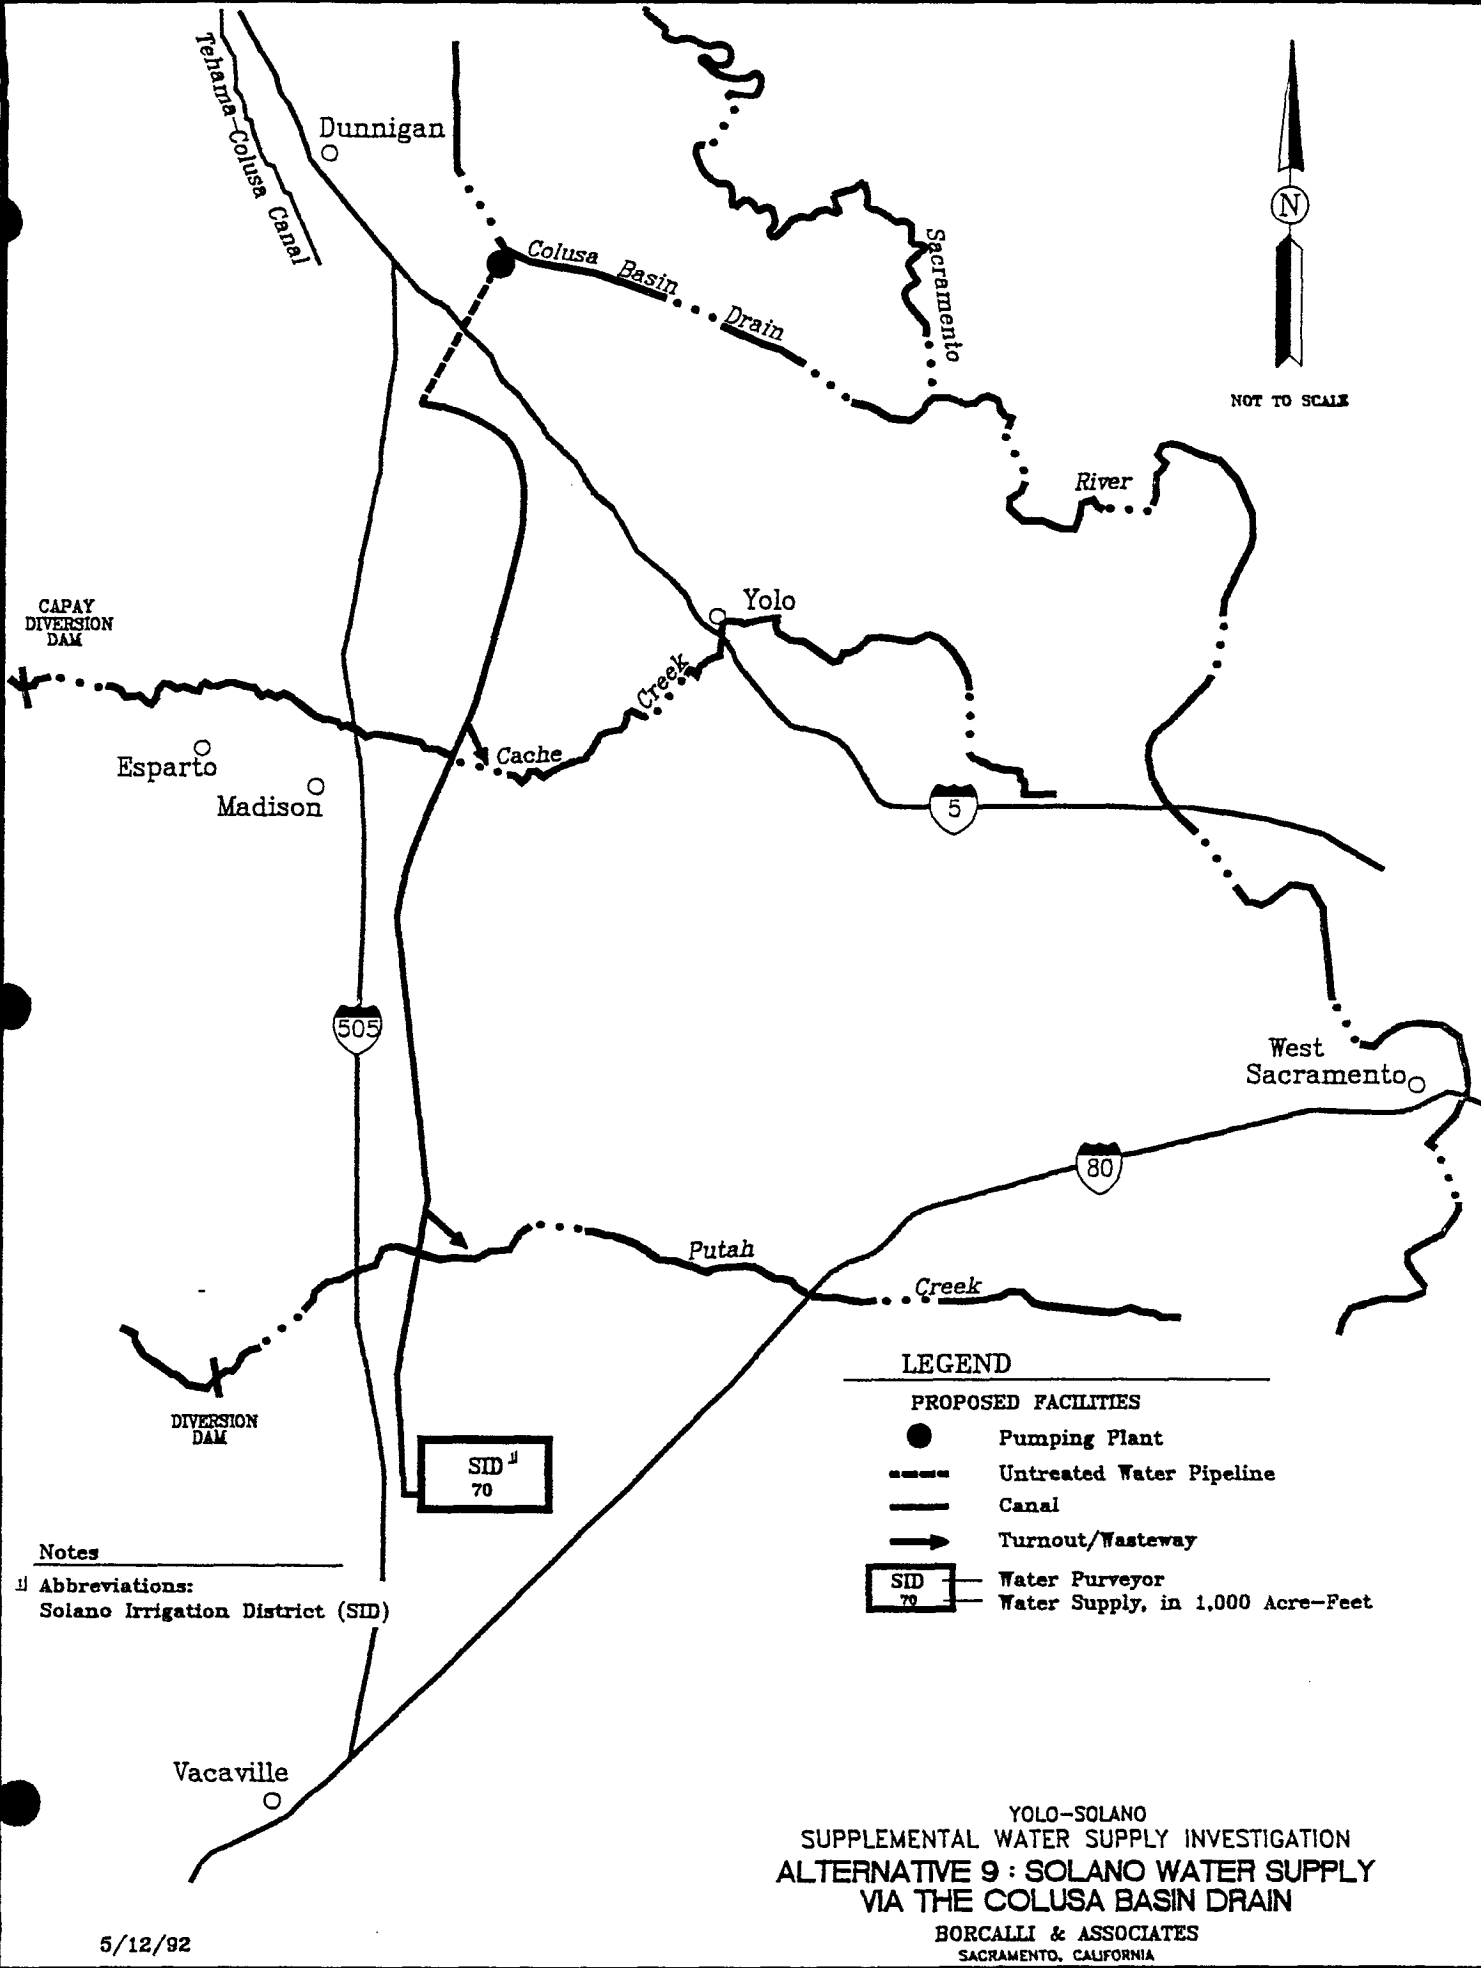 Tehama-Colusa Canal
Dunnigan
Colusa Basin Drain
Sacramento
River
N
NOT TO SCALE
CAPAY
DIVERSION
DAM
Yolo
Creek
Cache
Esparto
Madison
5
505
West
Sacramento
80
Putah
Creek
DIVERSION
DAM
SID 1/
70
LEGEND
PROPOSED FACILITIES
Pumping Plant
Untreated Water Pipeline
Canal
Turnout/Wasteway
SID
70
Water Purveyor
Water Supply, in 1,000 Acre-Feet
Notes
1/ Abbreviations:
Solano Irrigation District (SID)
Vacaville
YOLO-SOLANO
SUPPLEMENTAL WATER SUPPLY INVESTIGATION
ALTERNATIVE 9 : SOLANO WATER SUPPLY
VIA THE COLUSA BASIN DRAIN
BORCALLI & ASSOCIATES
SACRAMENTO, CALIFORNIA
5/12/92